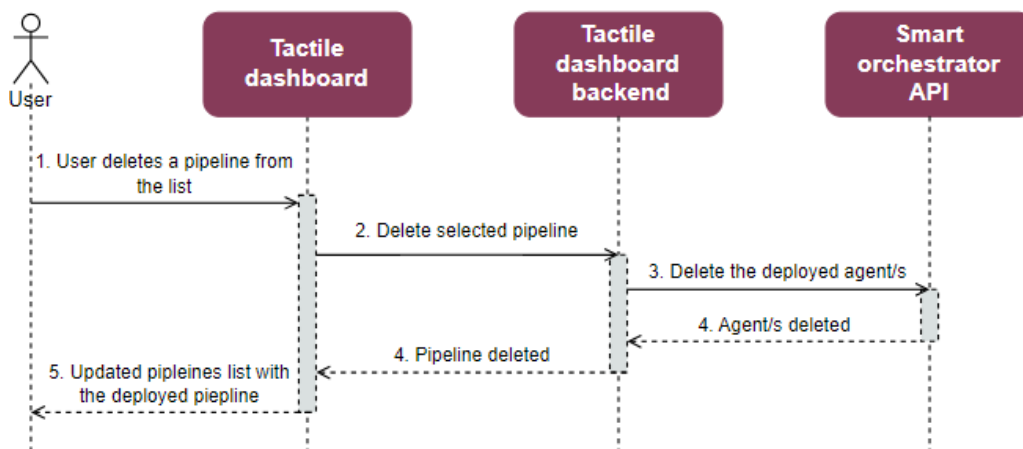 User
Tactile
dashboard
Tactile
dashboard
backend
Smart
orchestrator
API
1. User deletes a pipeline from
the list
2. Delete selected pipeline
3. Delete the deployed agent/s
4. Agent/s deleted
4. Pipeline deleted
5. Updated pipleines list with
the deployed piepline